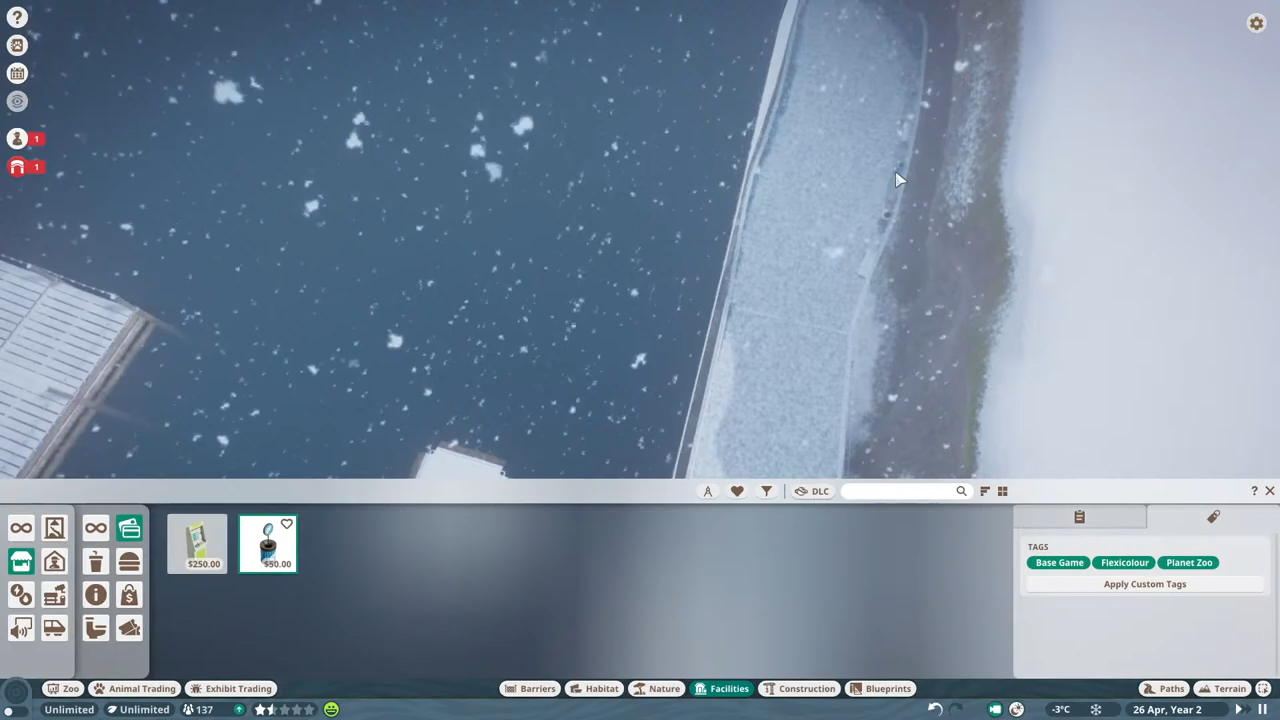 ?
1
1
DLC
?
$250.00
$50.00
TAGS
Base Game Flexicolour Planet Zoo
Apply Custom Tags
Zoo Animal Trading Exhibit Trading Barriers Habitat Nature Facilities Construction Blueprints Paths Terrain
Unlimited Unlimited 137 -3°C 26 Apr, Year 2